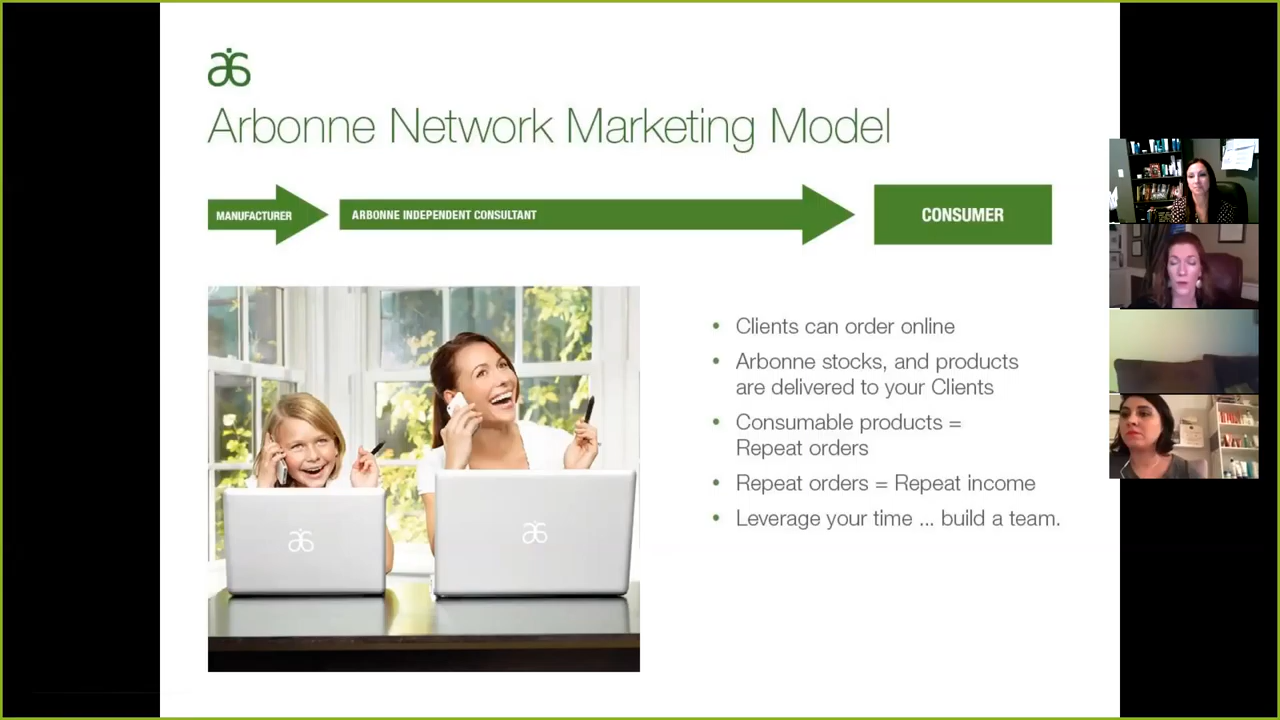 Arbonne Network Marketing Model
MANUFACTURER
ARBONNE INDEPENDENT CONSULTANT
CONSUMER
• Clients can order online
• Arbonne stocks, and products
are delivered to your Clients
• Consumable products =
Repeat orders
• Repeat orders = Repeat income
• Leverage your time ... build a team.